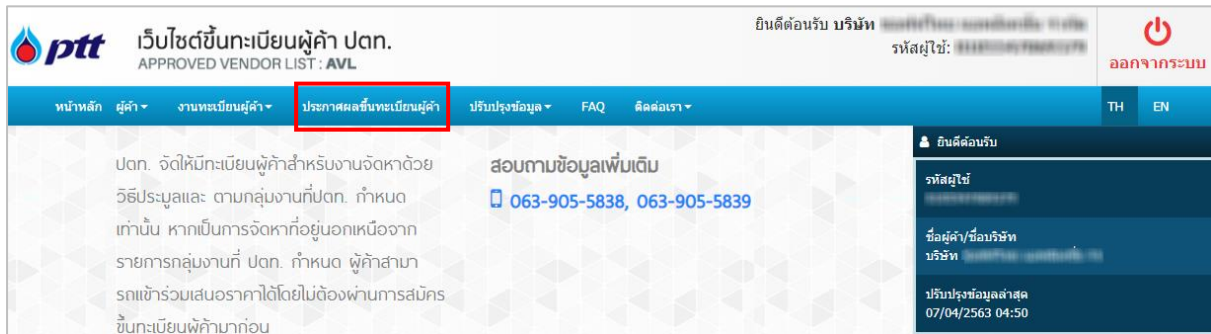 ptt
เว็บไซต์ขึ้นทะเบียนผู้ค้า ปตท.
APPROVED VENDOR LIST : AVL
ยินดีต้อนรับ บริษัท
รหัสผู้ใช้:
ออกจากระบบ
หน้าหลัก ผู้ค้า งานทะเบียนผู้ค้า ประกาศผลขึ้นทะเบียนผู้ค้า ปรับปรุงข้อมูล FAQ ติดต่อเรา TH EN
ปตท. จัดให้มีทะเบียนผู้ค้าสำหรับงานจัดหาด้วย
วิธีประมูลและ ตามกลุ่มงานที่ปตท. กำหนด
เท่านั้น หากเป็นการจัดหาที่อยู่นอกเหนือจาก
รายการกลุ่มงานที่ ปตท. กำหนด ผู้ค้าสามา
รถเข้าร่วมเสนอราคาได้โดยไม่ต้องผ่านการสมัคร
ขึ้นทะเบียนผู้ค้ามาก่อน
สอบถามข้อมูลเพิ่มเติม
063-905-5838, 063-905-5839
ยินดีต้อนรับ
รหัสผู้ใช้
ชื่อผู้ค้า/ชื่อบริษัท
บริษัท
ปรับปรุงข้อมูลล่าสุด
07/04/2563 04:50